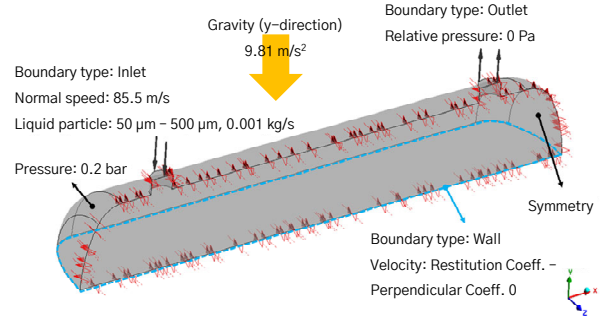 Gravity (y-direction)
9.81 m/s²
Boundary type: Outlet
Relative pressure: 0 Pa
Boundary type: Inlet
Normal speed: 85.5 m/s
Liquid particle: 50 μm – 500 μm, 0.001 kg/s
Pressure: 0.2 bar
Symmetry
Boundary type: Wall
Velocity: Restitution Coeff. –
Perpendicular Coeff. 0
Y
X
Z